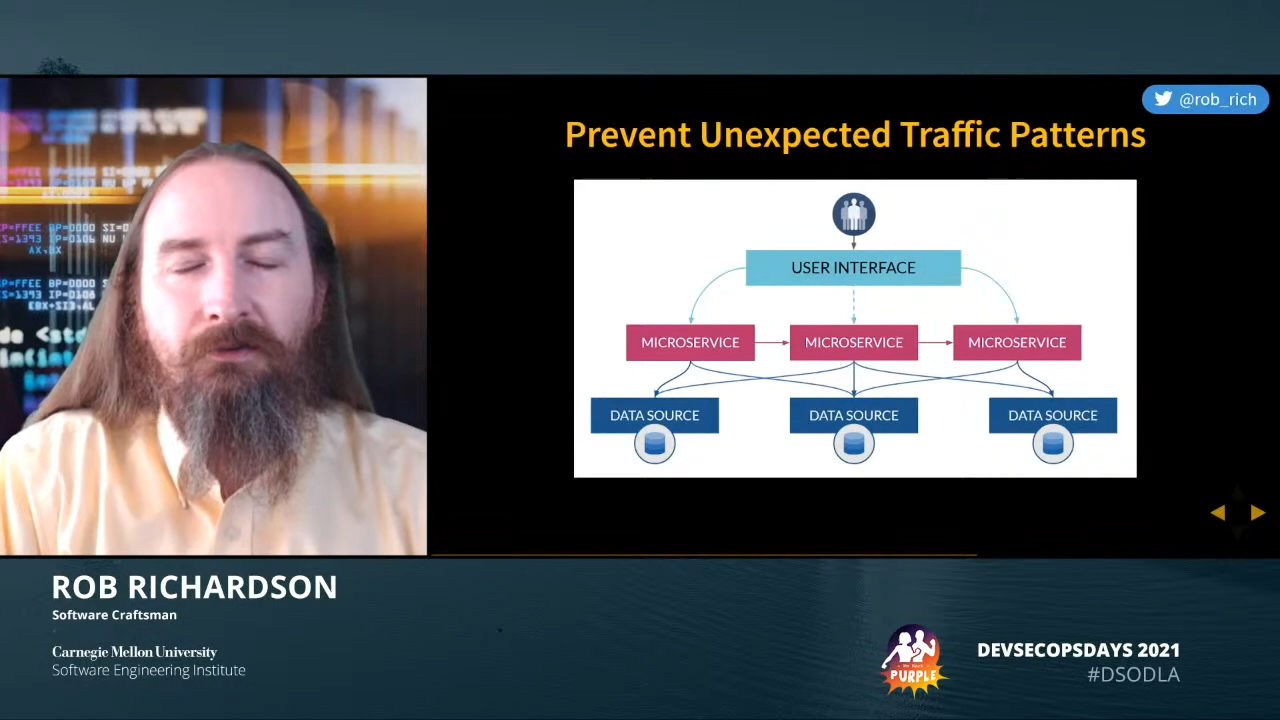 @rob_rich
Prevent Unexpected Traffic Patterns
USER INTERFACE
MICROSERVICE
MICROSERVICE
MICROSERVICE
DATA SOURCE
DATA SOURCE
DATA SOURCE
ROB RICHARDSON
Software Craftsman
Carnegie Mellon University
Software Engineering Institute
PURPLE
DEVSECOPSDAYS 2021
#DSODLA